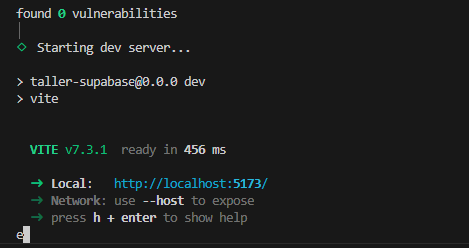 found 0 vulnerabilities
◇ Starting dev server...
> taller-supabase@0.0.0 dev
> vite
VITE v7.3.1 ready in 456 ms
➜ Local: http://localhost:5173/
➜ Network: use --host to expose
➜ press h + enter to show help
e